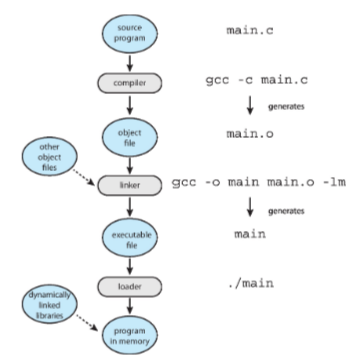 source
program
main.c
compiler
gcc -c main.c
generates
object
file
main.o
other
object
files
linker
gcc -o main main.o -lm
generates
executable
file
main
loader
./main
dynamically
linked
libraries
program
in memory